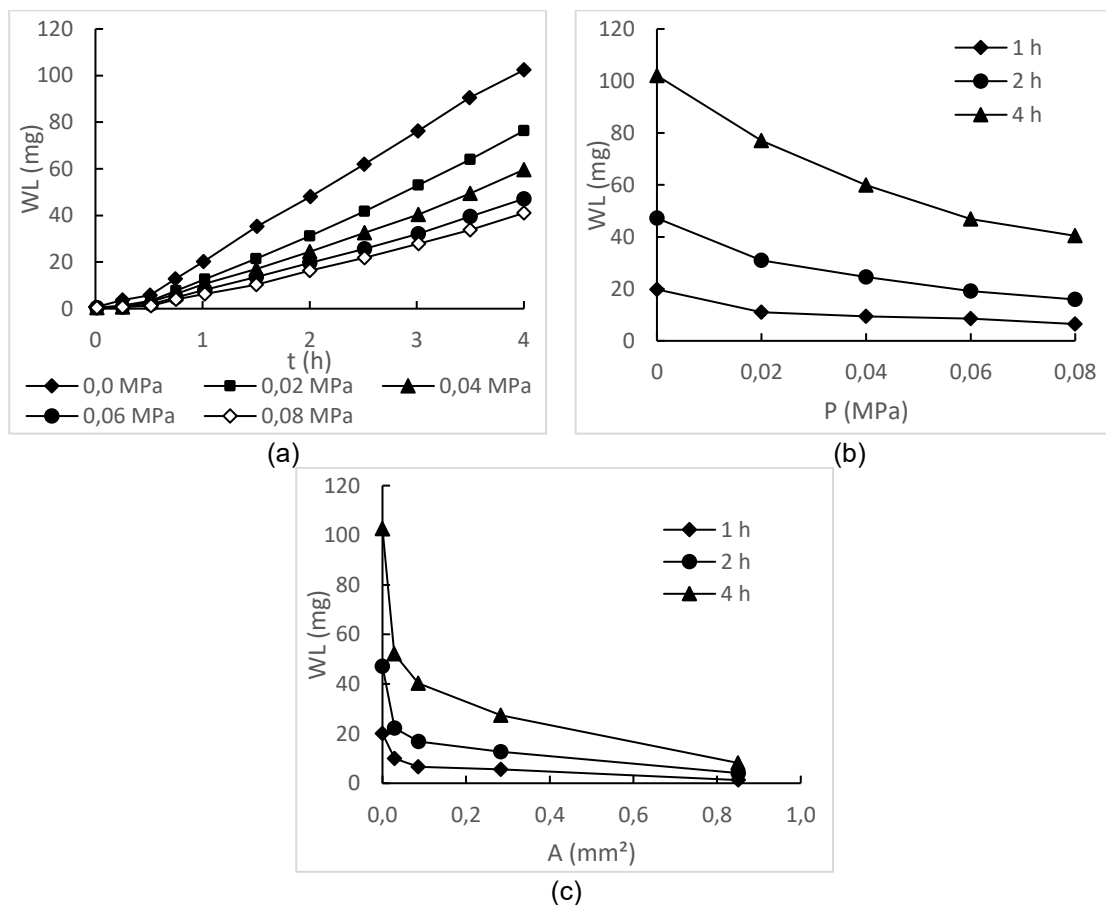 120
100
80
60
40
20
0
WL (mg)
0 1 2 3 4
t (h)
0,0 MPa 0,02 MPa 0,04 MPa
0,06 MPa 0,08 MPa
(a)
120
100
80
60
40
20
0
WL (mg)
1 h
2 h
4 h
0 0,02 0,04 0,06 0,08
P (MPa)
(b)
120
100
80
60
40
20
0
WL (mg)
1 h
2 h
4 h
0,0 0,2 0,4 0,6 0,8 1,0
A (mm²)
(c)